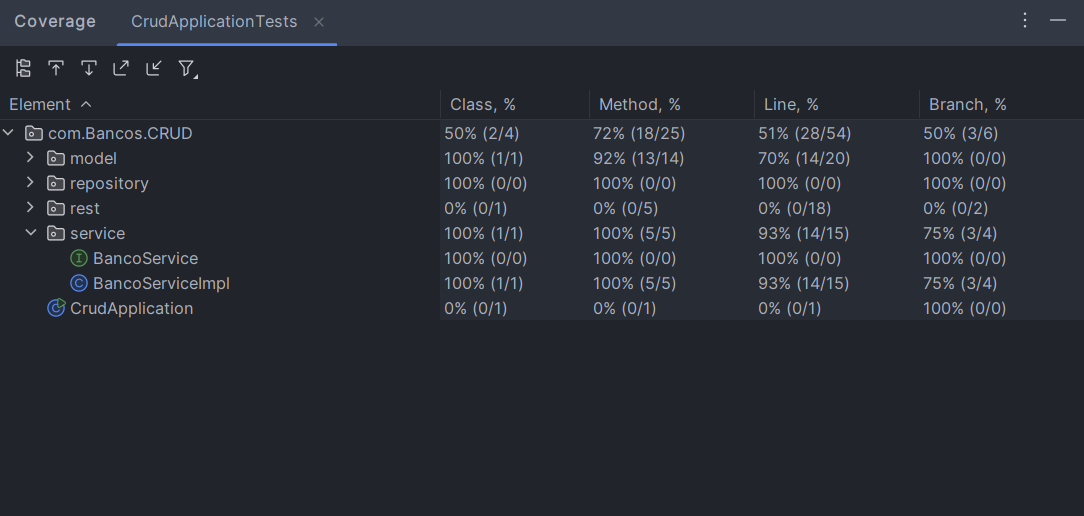 Coverage CrudApplicationTests
Element Class, % Method, % Line, % Branch, %
com.Bancos.CRUD 50% (2/4) 72% (18/25) 51% (28/54) 50% (3/6)
model 100% (1/1) 92% (13/14) 70% (14/20) 100% (0/0)
repository 100% (0/0) 100% (0/0) 100% (0/0) 100% (0/0)
rest 0% (0/1) 0% (0/5) 0% (0/18) 0% (0/2)
service 100% (1/1) 100% (5/5) 93% (14/15) 75% (3/4)
BancoService 100% (0/0) 100% (0/0) 100% (0/0) 100% (0/0)
BancoServiceImpl 100% (1/1) 100% (5/5) 93% (14/15) 75% (3/4)
CrudApplication 0% (0/1) 0% (0/1) 0% (0/1) 100% (0/0)